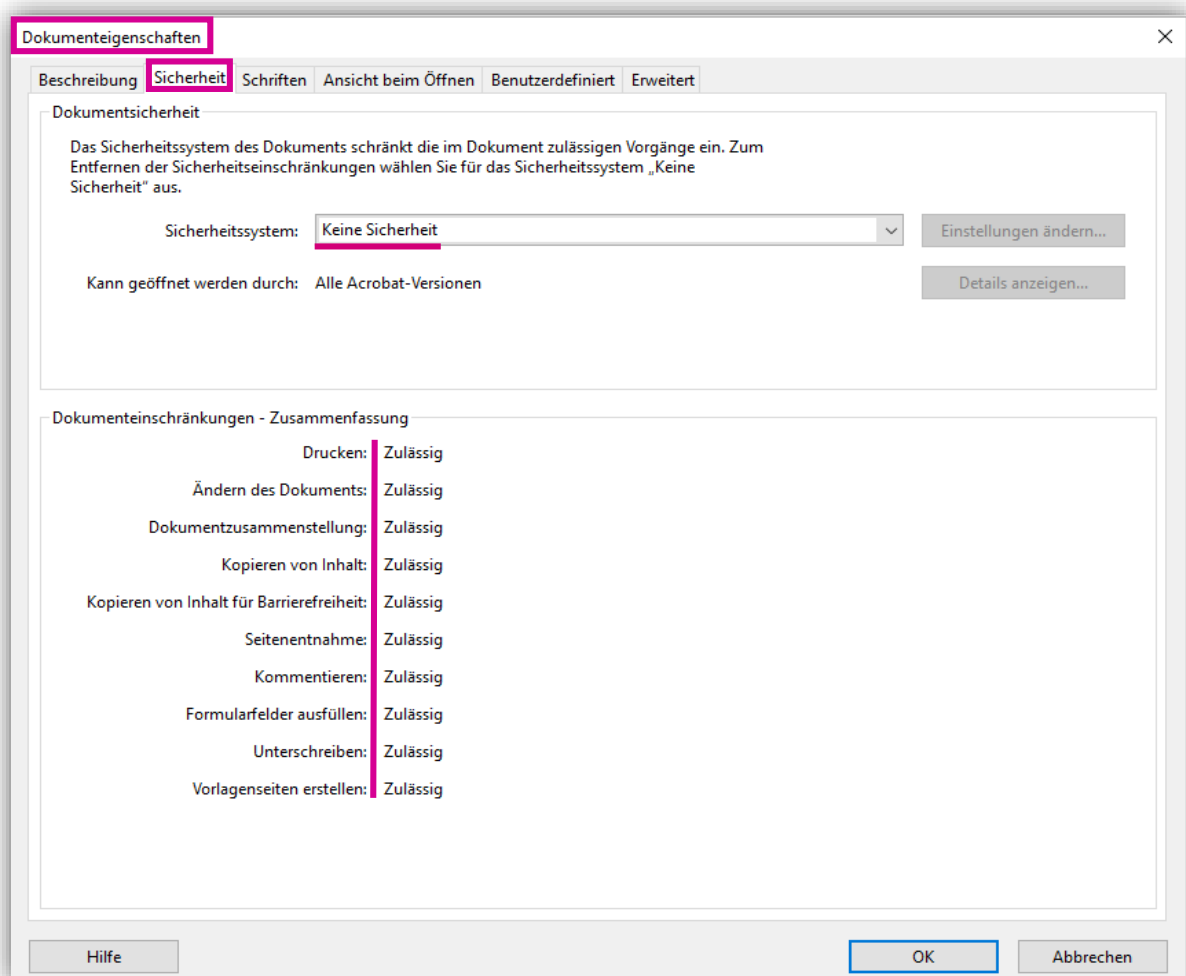 Dokumenteigenschaften
Beschreibung Sicherheit Schriften Ansicht beim Öffnen Benutzerdefiniert Erweitert
Dokumentsicherheit
Das Sicherheitssystem des Dokuments schränkt die im Dokument zulässigen Vorgänge ein. Zum
Entfernen der Sicherheitseinschränkungen wählen Sie für das Sicherheitssystem „Keine
Sicherheit“ aus.
Sicherheitssystem: Keine Sicherheit Einstellungen ändern...
Kann geöffnet werden durch: Alle Acrobat-Versionen Details anzeigen...
Dokumenteinschränkungen - Zusammenfassung
Drucken: Zulässig
Ändern des Dokuments: Zulässig
Dokumentzusammenstellung: Zulässig
Kopieren von Inhalt: Zulässig
Kopieren von Inhalt für Barrierefreiheit: Zulässig
Seitenentnahme: Zulässig
Kommentieren: Zulässig
Formularfelder ausfüllen: Zulässig
Unterschreiben: Zulässig
Vorlagenseiten erstellen: Zulässig
Hilfe OK Abbrechen